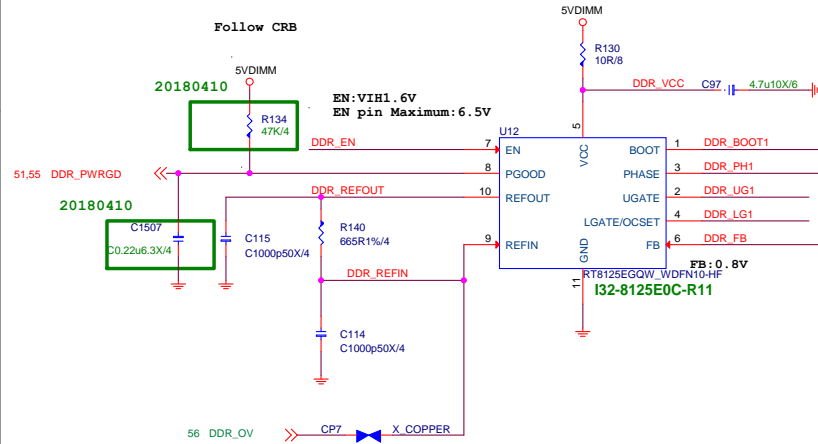 Follow CRB
5VDIMM
R130
10R/8
DDR_VCC
C97
4.7u10X/6
20180410
5VDIMM
R134
47K/4
EN:VIH1.6V
EN pin Maximum:6.5V
U12
5
VCC
DDR_EN
7
EN
BOOT
1
DDR_BOOT1
51,55 DDR_PWRGD
8
PGOOD
PHASE
3
DDR_PH1
DDR_REFOUT
10
REFOUT
UGATE
2
DDR_UG1
20180410
LGATE/OCSET
4
DDR_LG1
C1507
C0.22u6.3X/4
C115
C1000p50X/4
R140
665R1%/4
9
REFIN
FB
6
DDR_FB
GND
11
FB:0.8V
DDR_REFIN
RT8125EGQW_WDFN10-HF
I32-8125E0C-R11
C114
C1000p50X/4
56 DDR_OV
CP7
X_COPPER